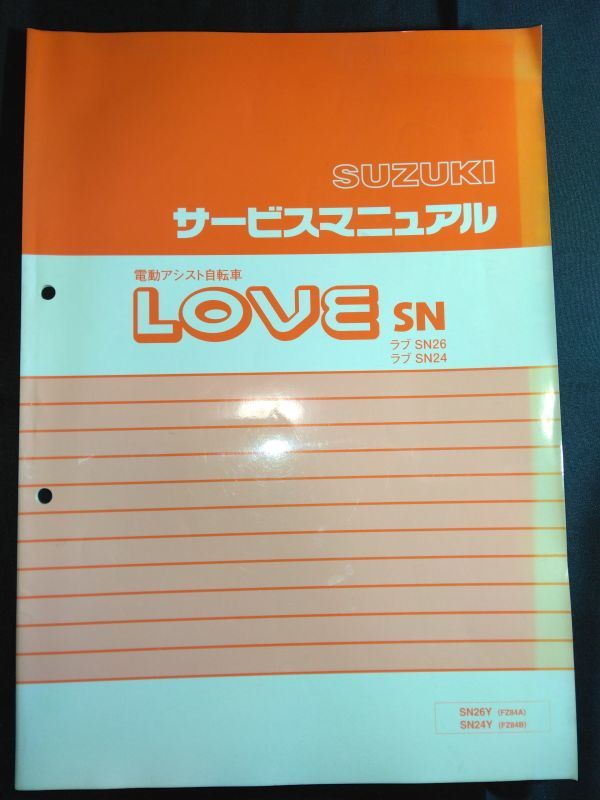 SUZUKI
サービスマニュアル
電動アシスト自転車
LOVE SN
ラブ SN26
ラブ SN24
SN26Y (FZ84A)
SN24Y (FZ84B)